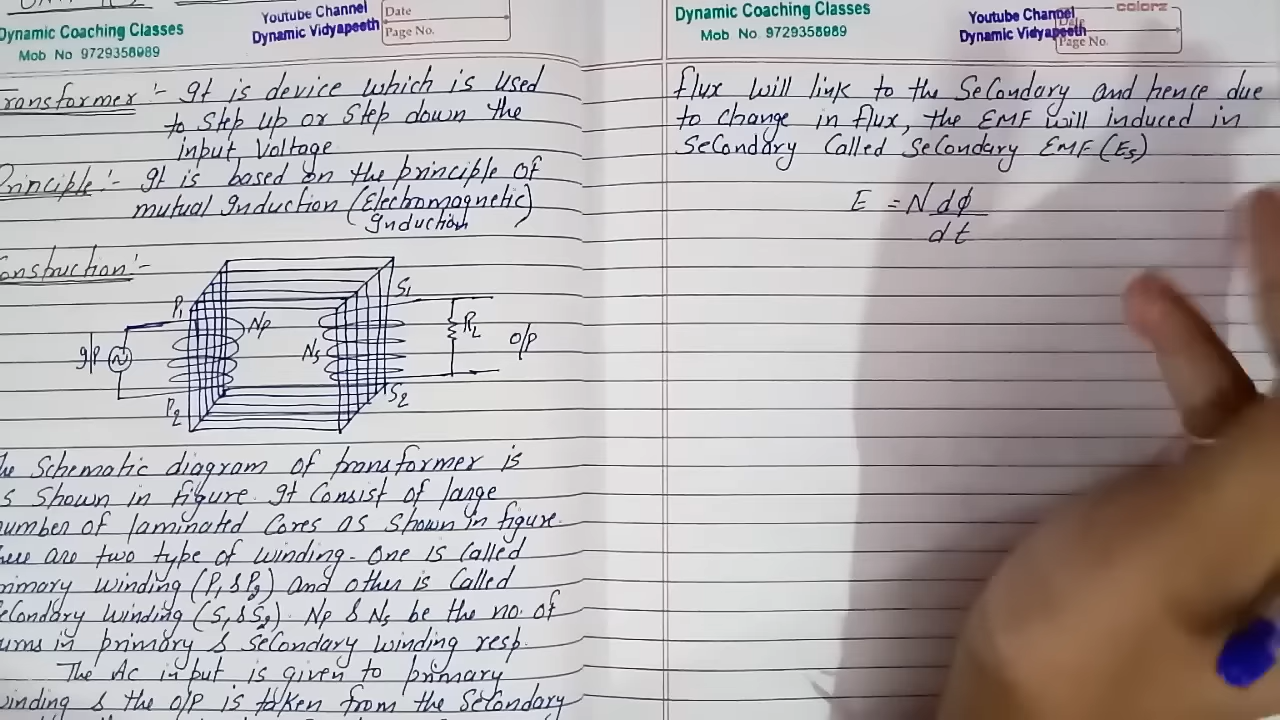 Dynamic Coaching Classes
Mob No 9729358989
Youtube Channel
Dynamic Vidyapeeth
Date
Page No.
Transformer :- It is device which is used
to Step up or Step down the
input Voltage
Principle :- It is based on the principle of
mutual Induction (Electromagnetic)
Induction
Construction :-
P1
Np
S1
RL
I/P
Ns
O/P
P2
S2
The Schematic diagram of transformer is
as shown in figure. It Consist of large
number of laminated Cores as shown in figure.
There are two type of winding. One is Called
primary winding (P1 & P2) and other is Called
Secondary winding (S1 & S2). Np & Ns be the no. of
turns in primary & Secondary winding resp.
The Ac input is given to primary
winding & the O/P is taken from the Secondary
Dynamic Coaching Classes
Mob No 9729358989
Youtube Channel
Dynamic Vidyapeeth
colorz
Date
Page No.
flux will link to the Secondary and hence due
to change in flux, the EMF will induced in
Secondary Called Secondary EMF (Es)
E = N dϕ
dt